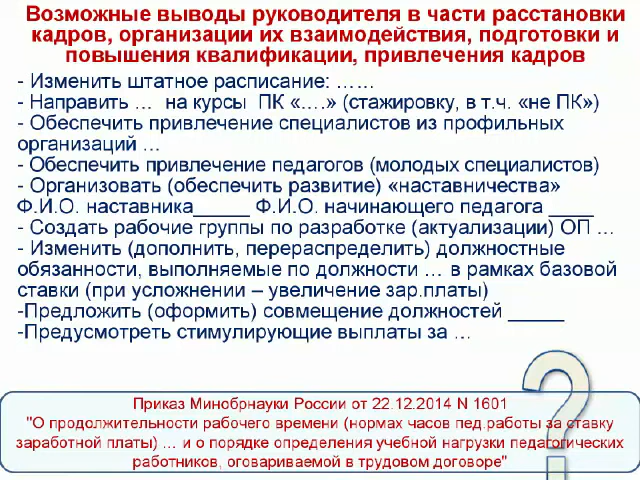 Возможные выводы руководителя в части расстановки
кадров, организации их взаимодействия, подготовки и
повышения квалификации, привлечения кадров
- Изменить штатное расписание: ……
- Направить … на курсы ПК «….» (стажировку, в т.ч. «не ПК»)
- Обеспечить привлечение специалистов из профильных
организаций …
- Обеспечить привлечение педагогов (молодых специалистов)
- Организовать (обеспечить развитие) «наставничества»
Ф.И.О. наставника_____ Ф.И.О. начинающего педагога ____
- Создать рабочие группы по разработке (актуализации) ОП …
- Изменить (дополнить, перераспределить) должностные
обязанности, выполняемые по должности … в рамках базовой
ставки (при усложнении – увеличение зар.платы)
-Предложить (оформить) совмещение должностей _____
-Предусмотреть стимулирующие выплаты за …
Приказ Минобрнауки России от 22.12.2014 N 1601
"О продолжительности рабочего времени (нормах часов пед.работы за ставку
заработной платы) … и о порядке определения учебной нагрузки педагогических
работников, оговариваемой в трудовом договоре"